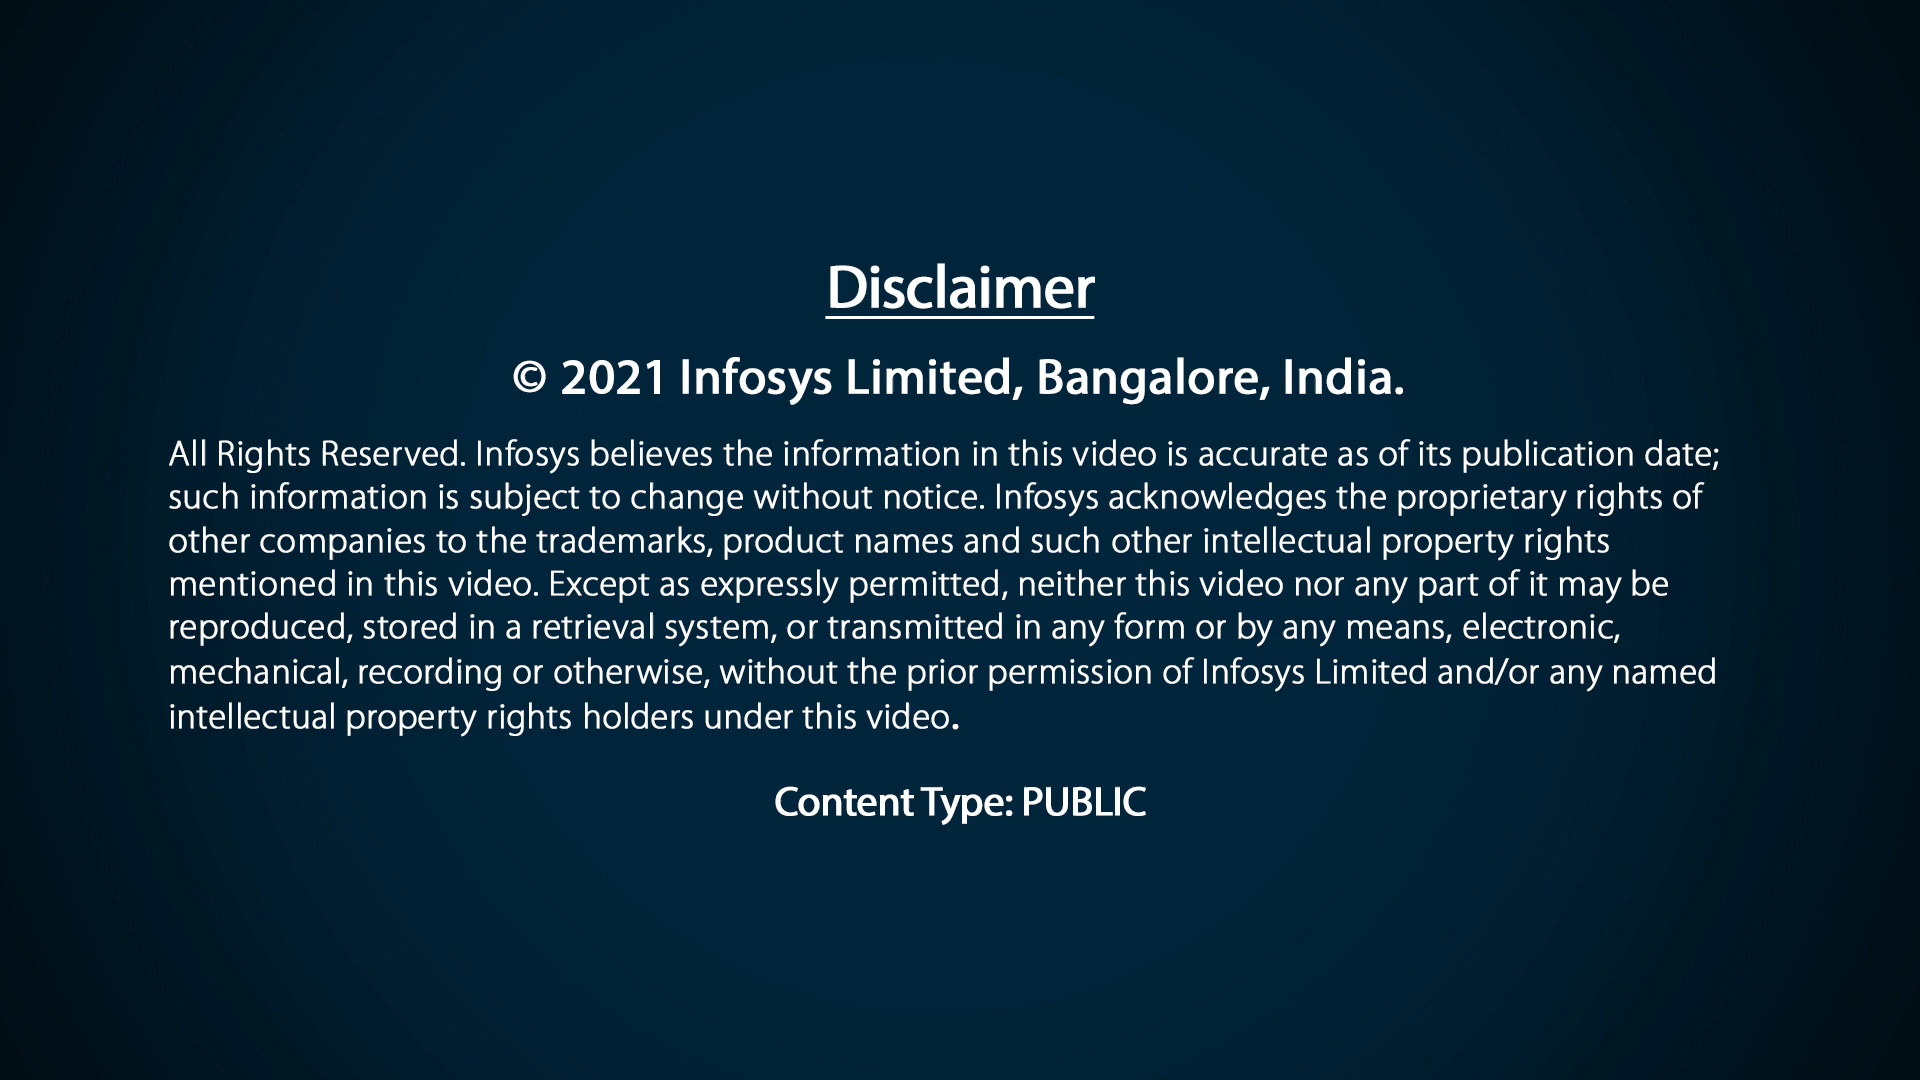 Disclaimer
© 2021 Infosys Limited, Bangalore, India.
All Rights Reserved. Infosys believes the information in this video is accurate as of its publication date;
such information is subject to change without notice. Infosys acknowledges the proprietary rights of
other companies to the trademarks, product names and such other intellectual property rights
mentioned in this video. Except as expressly permitted, neither this video nor any part of it may be
reproduced, stored in a retrieval system, or transmitted in any form or by any means, electronic,
mechanical, recording or otherwise, without the prior permission of Infosys Limited and/or any named
intellectual property rights holders under this video.
Content Type: PUBLIC